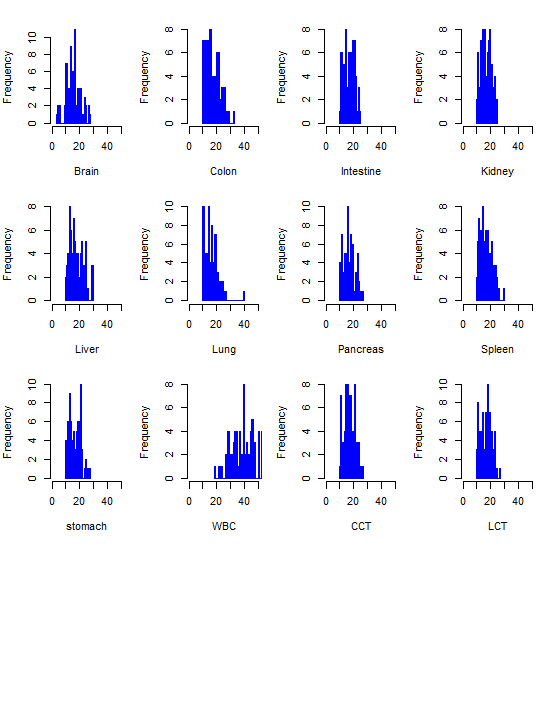 Frequency
0 2 4 6 8 10
0 20 40
Brain
Frequency
0 2 4 6 8
0 20 40
Colon
Frequency
0 2 4 6 8
0 20 40
Intestine
Frequency
0 2 4 6 8
0 20 40
Kidney
Frequency
0 2 4 6 8
0 20 40
Liver
Frequency
0 2 4 6 8 10
0 20 40
Lung
Frequency
0 2 4 6 8
0 20 40
Pancreas
Frequency
0 2 4 6 8
0 20 40
Spleen
Frequency
0 2 4 6 8 10
0 20 40
stomach
Frequency
0 2 4 6 8
0 20 40
WBC
Frequency
0 2 4 6 8 10
0 20 40
CCT
Frequency
0 2 4 6 8 10
0 20 40
LCT